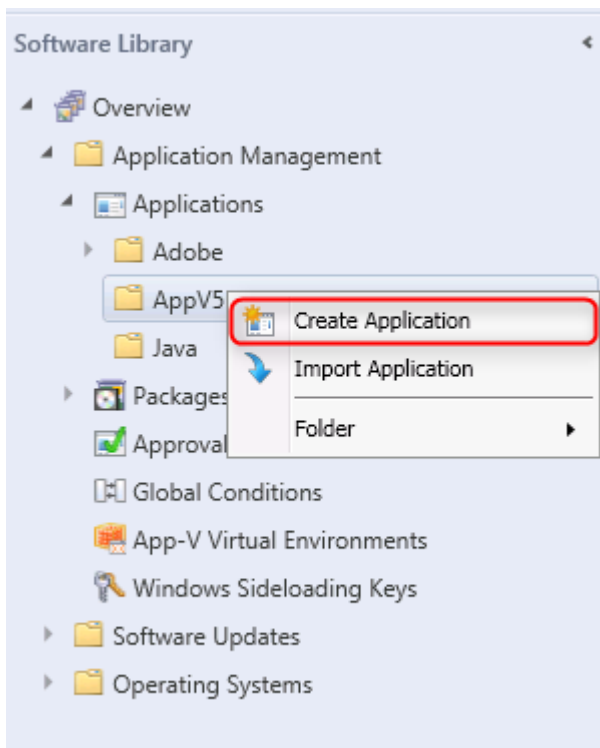 Software Library
Overview
Application Management
Applications
Adobe
AppV5
Create Application
Java
Import Application
Packages
Folder
Approval
Global Conditions
App-V Virtual Environments
Windows Sideloading Keys
Software Updates
Operating Systems